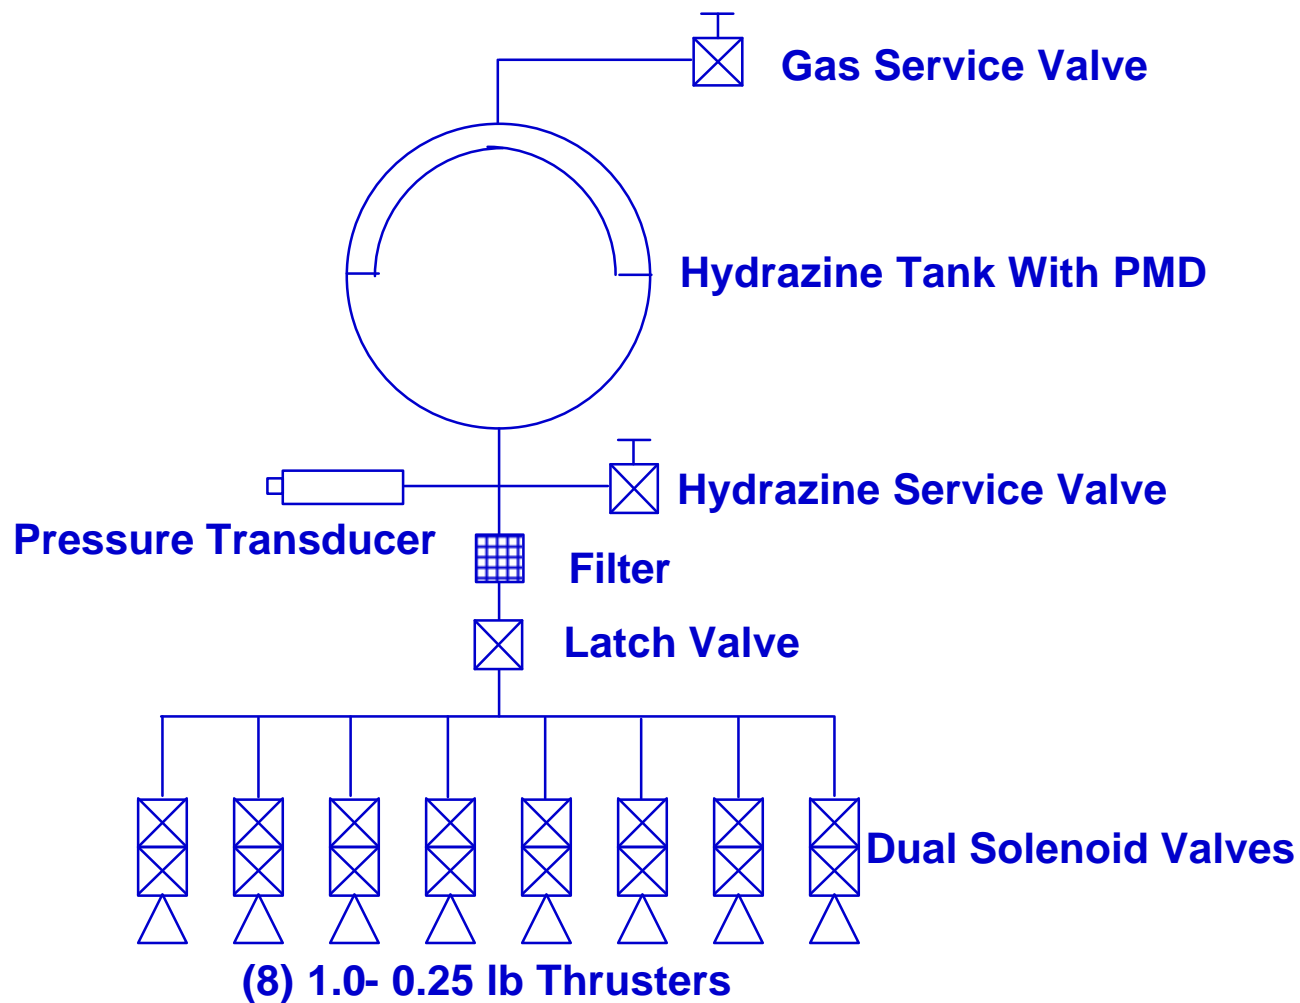 Gas Service Valve
Hydrazine Tank With PMD
Hydrazine Service Valve
Pressure Transducer
Filter
Latch Valve
Dual Solenoid Valves
(8) 1.0- 0.25 lb Thrusters